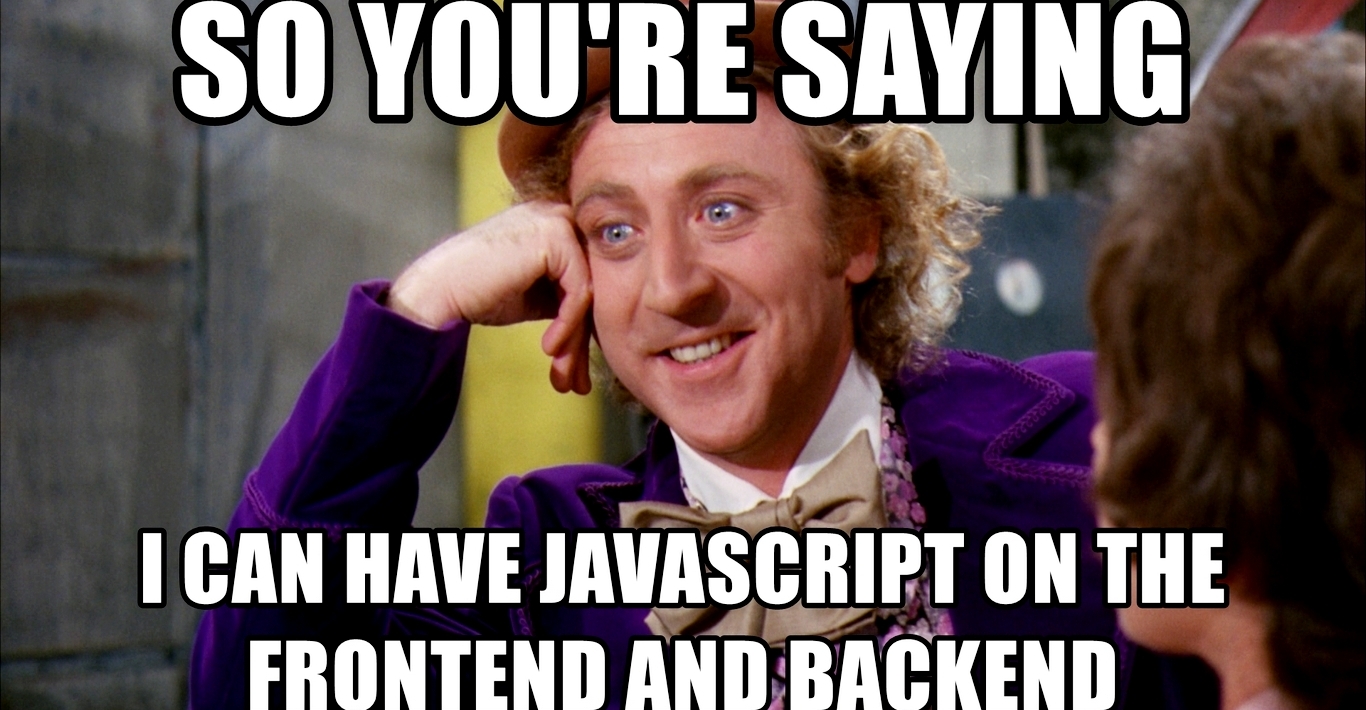 SO YOU'RE SAYING
I CAN HAVE JAVASCRIPT ON THE
FRONTEND AND BACKEND